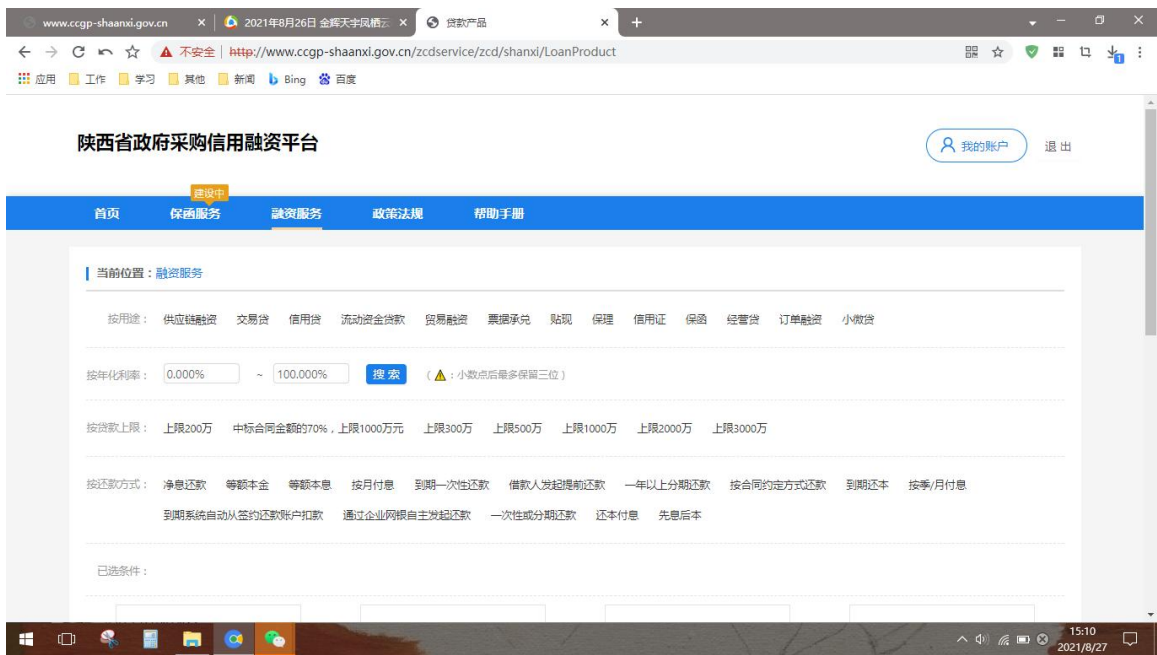 www.ccgp-shaanxi.gov.cn
2021年8月26日 金辉天宇凤栖云
贷款产品
不安全 http://www.ccgp-shaanxi.gov.cn/zcdservice/zcd/shanxi/LoanProduct
应用 工作 学习 其他 新闻 Bing 百度
陕西省政府采购信用融资平台
我的账户 退出
建设中
首页 保函服务 融资服务 政策法规 帮助手册
当前位置：融资服务
按用途： 供应链融资 交易贷 信用贷 流动资金贷款 贸易融资 票据承兑 贴现 保理 信用证 保函 经营贷 订单融资 小微贷
按年化利率： 0.000% ~ 100.000% 搜索 （ ：小数点后最多保留三位）
按贷款上限： 上限200万 中标合同金额的70%，上限1000万元 上限300万 上限500万 上限1000万 上限2000万 上限3000万
按还款方式： 净息还款 等额本金 等额本息 按月付息 到期一次性还款 借款人发起提前还款 一年以上分期还款 按合同约定方式还款 到期还本 按季/月付息
到期系统自动从签约还款账户扣款 通过企业网银自主发起还款 一次性或分期还款 还本付息 先息后本
已选条件：
15:10
2021/8/27